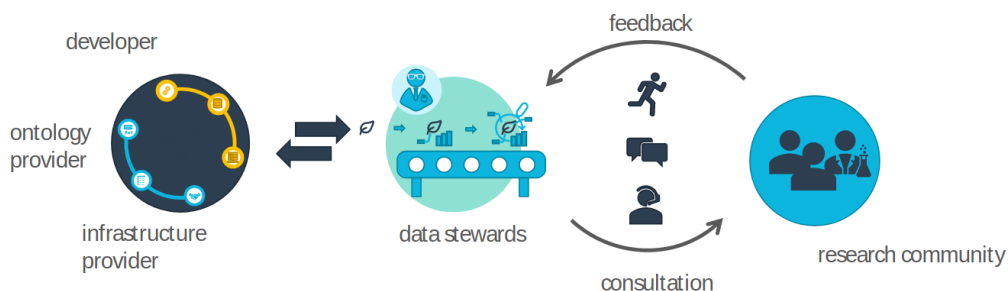 developer
feedback
ontology
provider
infrastructure
provider
data stewards
research community
consultation